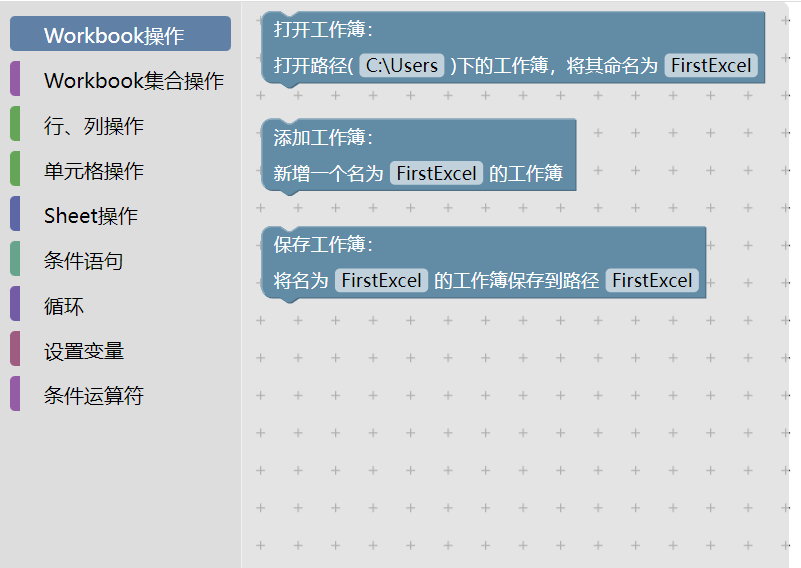 Workbook操作
Workbook集合操作
行、列操作
单元格操作
Sheet操作
条件语句
循环
设置变量
条件运算符
打开工作簿：
打开路径( C:\Users )下的工作簿，将其命名为 FirstExcel
添加工作簿：
新增一个名为 FirstExcel 的工作簿
保存工作簿：
将名为 FirstExcel 的工作簿保存到路径 FirstExcel